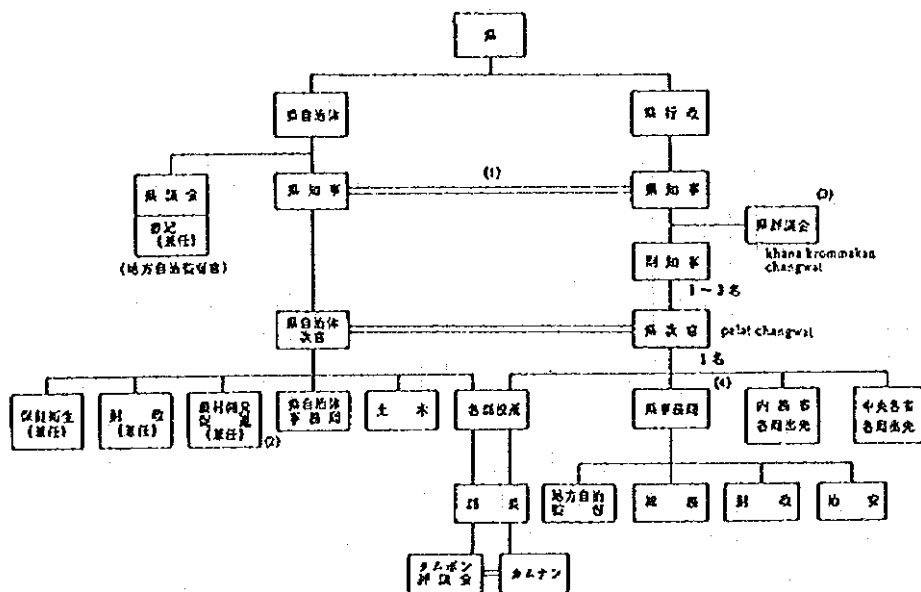 県
県自治体
県行政
県議会
書記
(兼任)
(地方自治監督官)
県知事
(1)
県知事
(3)
県評議会
khana krommakan
changwat
副知事
1~3名
県自治体
次官
県次官
palat changwat
1名
(4)
保健衛生
(兼任)
財政
(兼任)
(兼任)
(2)
県自治体
事務局
土木
各郡役所
県事務局
内務省
各局出先
中央各省
各局出先
郡長
地方自治
監督
総務
財政
治安
タムボン
評議会
カムナン